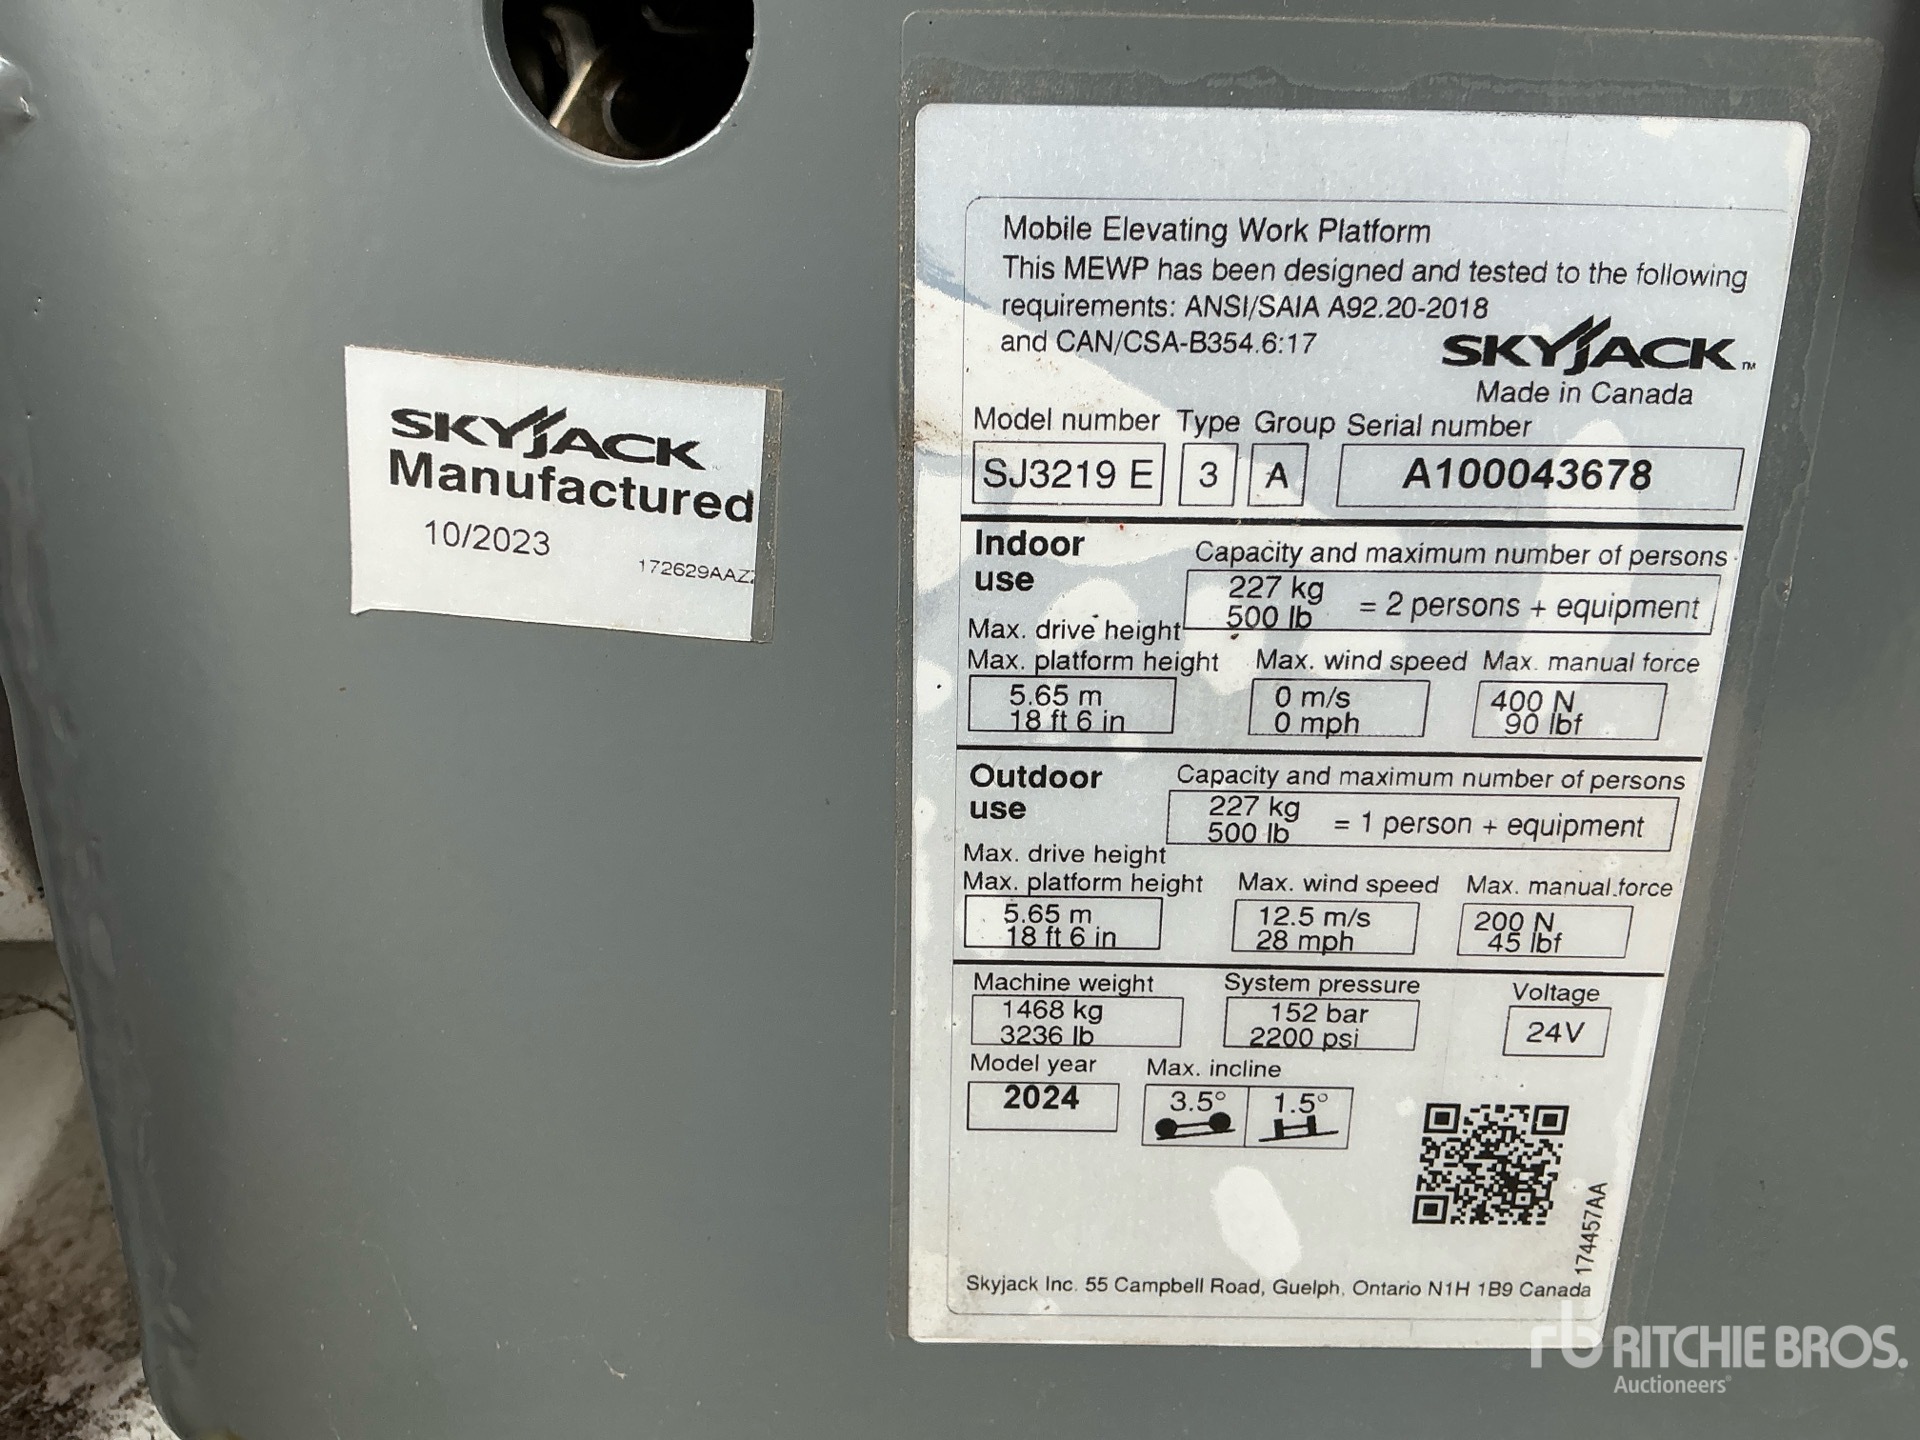 SKYJACK
Manufactured
10/2023
172629AAZ
Mobile Elevating Work Platform
This MEWP has been designed and tested to the following
requirements: ANSI/SAIA A92.20-2018
and CAN/CSA-B354.6:17
SKYJACK™
Made in Canada
Model number Type Group Serial number
SJ3219 E 3 A A100043678
Indoor
use
Capacity and maximum number of persons
227 kg
500 lb = 2 persons + equipment
Max. drive height
Max. platform height Max. wind speed Max. manual force
5.65 m 0 m/s 400 N
18 ft 6 in 0 mph 90 lbf
Outdoor
use
Capacity and maximum number of persons
227 kg
500 lb = 1 person + equipment
Max. drive height
Max. platform height Max. wind speed Max. manual force
5.65 m 12.5 m/s 200 N
18 ft 6 in 28 mph 45 lbf
Machine weight System pressure Voltage
1468 kg 152 bar 24V
3236 lb 2200 psi
Model year Max. incline
2024 3.5° 1.5°
174457AA
Skyjack Inc. 55 Campbell Road, Guelph, Ontario N1H 1B9 Canada
rb RITCHIE BROS.
Auctioneers